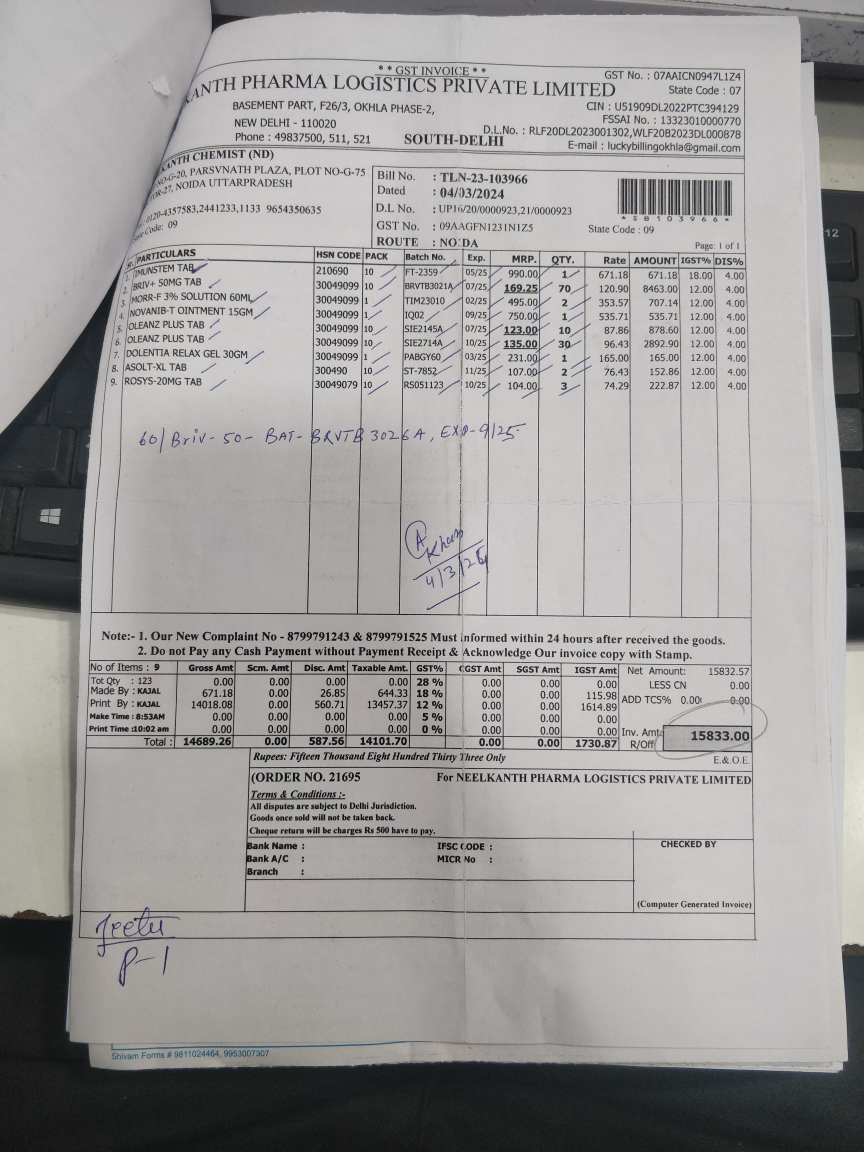 * * GST INVOICE * *
GST No. : 07AAICN0947L1Z4
KANTH PHARMA LOGISTICS PRIVATE LIMITED
State Code : 07
BASEMENT PART, F26/3, OKHLA PHASE-2,
CIN : U51909DL2022PTC394129
NEW DELHI - 110020
FSSAI No. : 13323010000770
Phone : 49837500, 511, 521
SOUTH-DELHI
D.L.No. : RLF20DL2023001302,WLF20B2023DL000878
E-mail : luckybillingokhla@gmail.com
KANTH CHEMIST (ND)
NO-G-20, PARSVNATH PLAZA, PLOT NO-G-75
OR-27, NOIDA UTTARPRADESH
0120-4357583,2441233,1133 9654350635
State Code: 09
Bill No. : TLN-23-103966
Dated : 04/03/2024
D.L No. : UP16/20/0000923,21/0000923
GST No. : 09AAGFN1231N1Z5
ROUTE : NOIDA
* S B 1 0 3 9 6 6 *
State Code : 09
Page: 1 of 1
Sr. PARTICULARS HSN CODE PACK Batch No. Exp. MRP. QTY. Rate AMOUNT IGST% DIS%
1. IMUNSTEM TAB 210690 10 FT-2359 05/25 990.00 1 671.18 671.18 18.00 4.00
2. BRIV+ 50MG TAB 30049099 10 BRVTB3021A 07/25 169.25 70 120.90 8463.00 12.00 4.00
3. MORR-F 3% SOLUTION 60ML 30049099 1 TIM23010 02/25 495.00 2 353.57 707.14 12.00 4.00
4. NOVANIB-T OINTMENT 15GM 30049099 1 IQ02 09/25 750.00 1 535.71 535.71 12.00 4.00
5. OLEANZ PLUS TAB 30049099 10 SIE2145A 07/25 123.00 10 87.86 878.60 12.00 4.00
6. OLEANZ PLUS TAB 30049099 10 SIE2714A 10/25 135.00 30 96.43 2892.90 12.00 4.00
7. DOLENTIA RELAX GEL 30GM 30049099 1 PABGY60 03/25 231.00 1 165.00 165.00 12.00 4.00
8. ASOLT-XL TAB 300490 10 ST-7852 11/25 107.00 2 76.43 152.86 12.00 4.00
9. ROSYS-20MG TAB 30049079 10 RS051123 10/25 104.00 3 74.29 222.87 12.00 4.00
60/ Briv- 50- BAT- BRVTB 3026A, EXP-9/25
A
Khan
4/3/24
Note:- 1. Our New Complaint No - 8799791243 & 8799791525 Must informed within 24 hours after received the goods.
2. Do not Pay any Cash Payment without Payment Receipt & Acknowledge Our invoice copy with Stamp.
No of Items : 9 Gross Amt Scm. Amt Disc. Amt Taxable Amt. GST% CGST Amt SGST Amt IGST Amt Net Amount: 15832.57
Tot Qty : 123 0.00 0.00 0.00 0.00 28 % 0.00 0.00 0.00 LESS CN 0.00
Made By : KAJAL 671.18 0.00 26.85 644.33 18 % 0.00 0.00 115.98 ADD TCS% 0.00 0.00
Print By : KAJAL 14018.08 0.00 560.71 13457.37 12 % 0.00 0.00 1614.89
Make Time : 8:53AM 0.00 0.00 0.00 0.00 5 % 0.00 0.00 0.00
Print Time :10:02 am 0.00 0.00 0.00 0.00 0 % 0.00 0.00 0.00 Inv. Amt: 15833.00
Total : 14689.26 0.00 587.56 14101.70 0.00 0.00 1730.87 R/Off
Rupees: Fifteen Thousand Eight Hundred Thirty Three Only
E.& O.E.
(ORDER NO. 21695
For NEELKANTH PHARMA LOGISTICS PRIVATE LIMITED
Terms & Conditions :-
All disputes are subject to Delhi Jurisdiction.
Goods once sold will not be taken back.
Cheque return will be charges Rs 500 have to pay.
Bank Name : IFSC CODE : CHECKED BY
Bank A/C : MICR No :
Branch :
(Computer Generated Invoice)
Jeetu
P-1
Shivam Forms # 9811024464, 9953007307
12